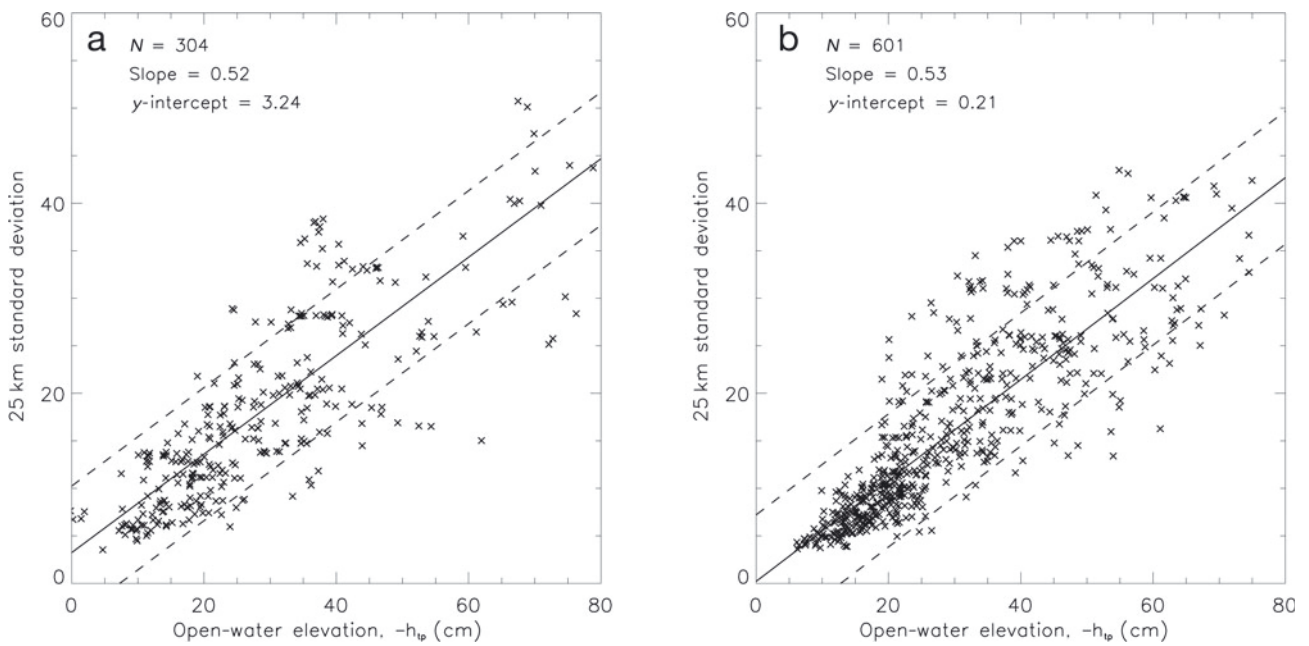 a
N = 304
Slope = 0.52
y-intercept = 3.24
60
40
20
0
25 km standard deviation
0 20 40 60 80
Open-water elevation, -h_tp (cm)
b
N = 601
Slope = 0.53
y-intercept = 0.21
60
40
20
0
25 km standard deviation
0 20 40 60 80
Open-water elevation, -h_tp (cm)